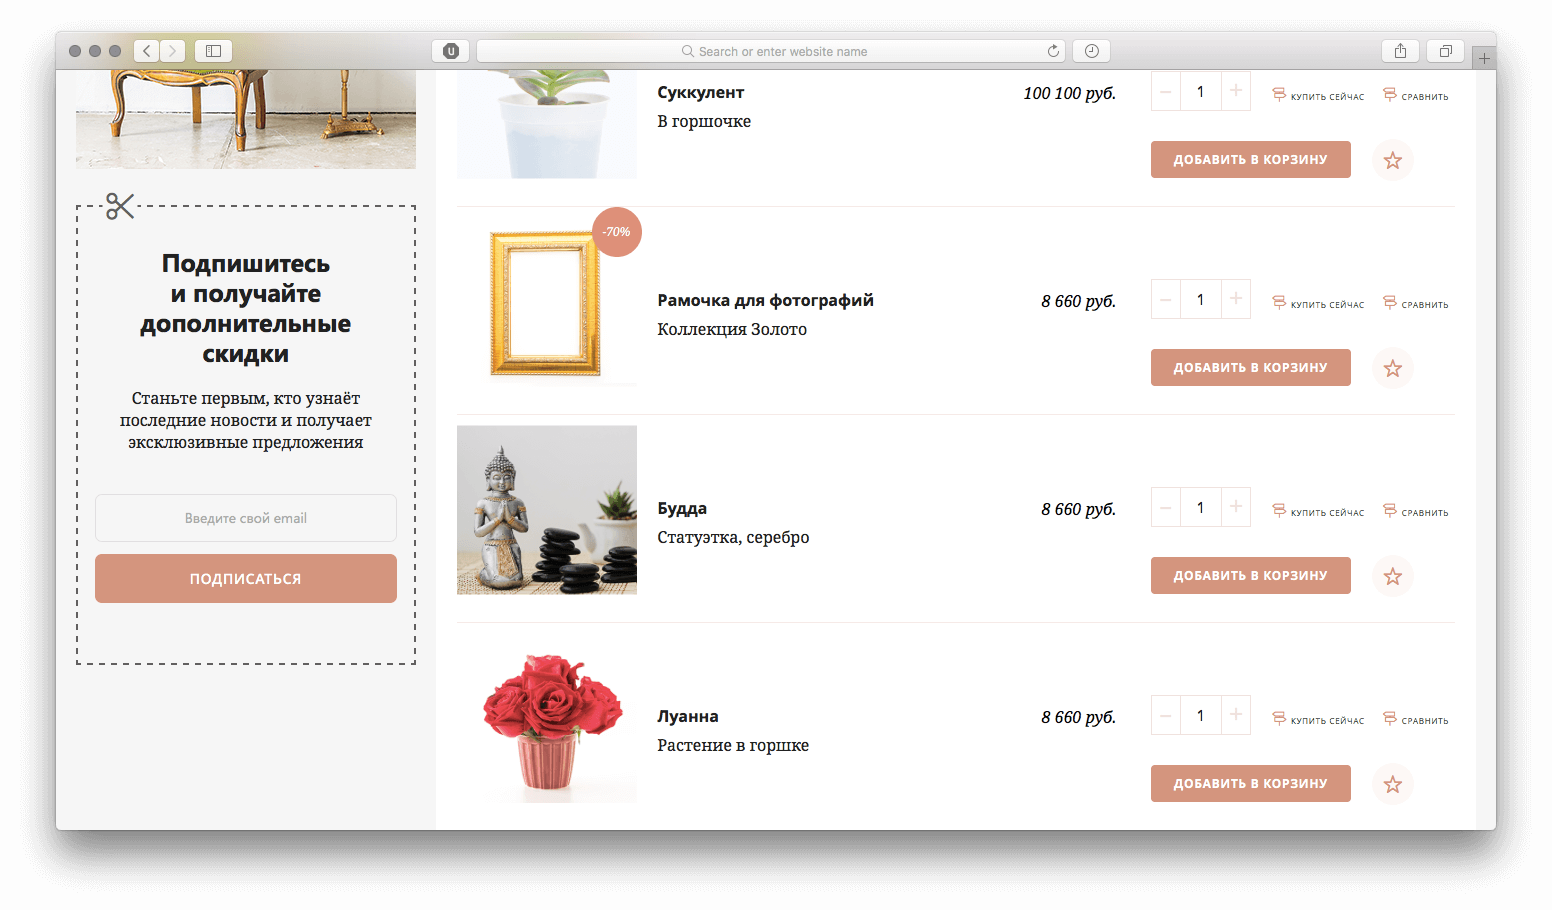 Search or enter website name
Подпишитесь
и получайте
дополнительные
скидки
Станьте первым, кто узнаёт
последние новости и получает
эксклюзивные предложения
Введите свой email
ПОДПИСАТЬСЯ
Суккулент
В горшочке
100 100 руб.
1
КУПИТЬ СЕЙЧАС
СРАВНИТЬ
ДОБАВИТЬ В КОРЗИНУ
-70%
Рамочка для фотографий
Коллекция Золото
8 660 руб.
1
КУПИТЬ СЕЙЧАС
СРАВНИТЬ
ДОБАВИТЬ В КОРЗИНУ
Будда
Статуэтка, серебро
8 660 руб.
1
КУПИТЬ СЕЙЧАС
СРАВНИТЬ
ДОБАВИТЬ В КОРЗИНУ
Луанна
Растение в горшке
8 660 руб.
1
КУПИТЬ СЕЙЧАС
СРАВНИТЬ
ДОБАВИТЬ В КОРЗИНУ